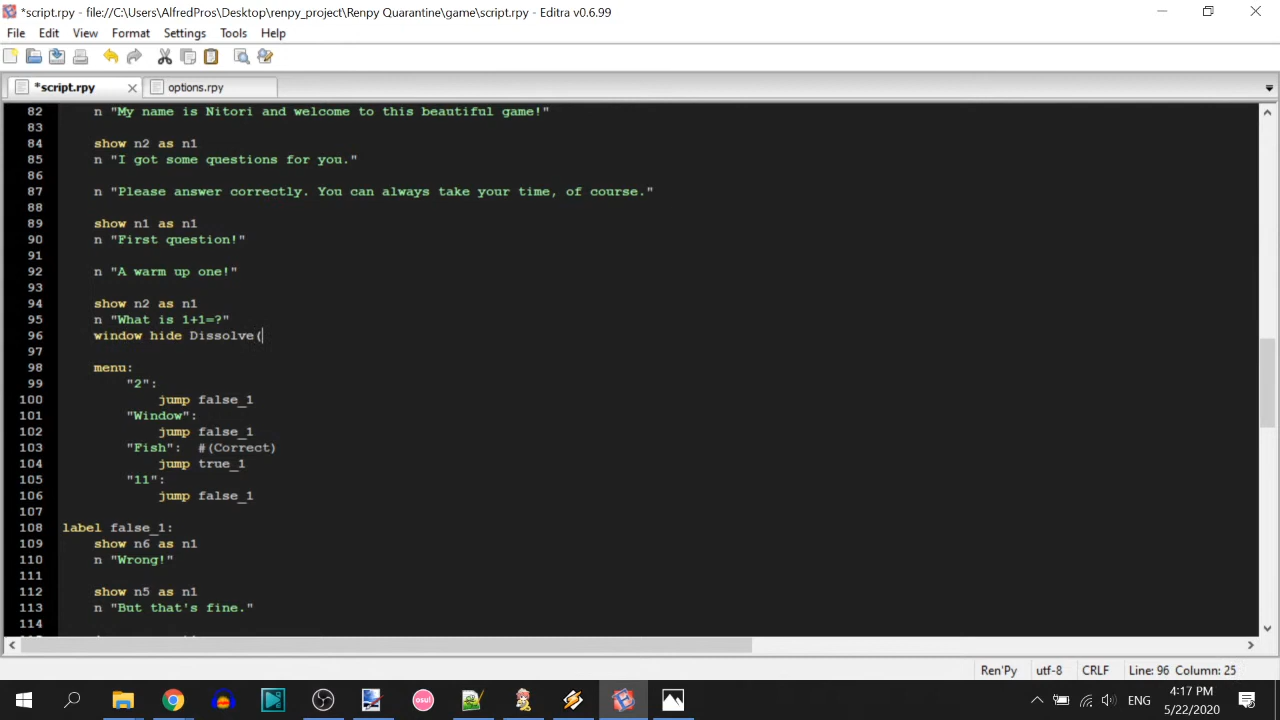 *script.rpy - file://C:\Users\AlfredPros\Desktop\renpy_project\Renpy Quarantine\game\script.rpy - Editra v0.6.99
File Edit View Format Settings Tools Help
*script.rpy options.rpy
82 n "My name is Nitori and welcome to this beautiful game!"
83
84 show n2 as n1
85 n "I got some questions for you."
86
87 n "Please answer correctly. You can always take your time, of course."
88
89 show n1 as n1
90 n "First question!"
91
92 n "A warm up one!"
93
94 show n2 as n1
95 n "What is 1+1=?"
96 window hide Dissolve(
97
98 menu:
99 "2":
100 jump false_1
101 "Window":
102 jump false_1
103 "Fish": #(Correct)
104 jump true_1
105 "11":
106 jump false_1
107
108 label false_1:
109 show n6 as n1
110 n "Wrong!"
111
112 show n5 as n1
113 n "But that's fine."
114
Ren'Py utf-8 CRLF Line: 96 Column: 25
osu!
ENG
4:17 PM
5/22/2020